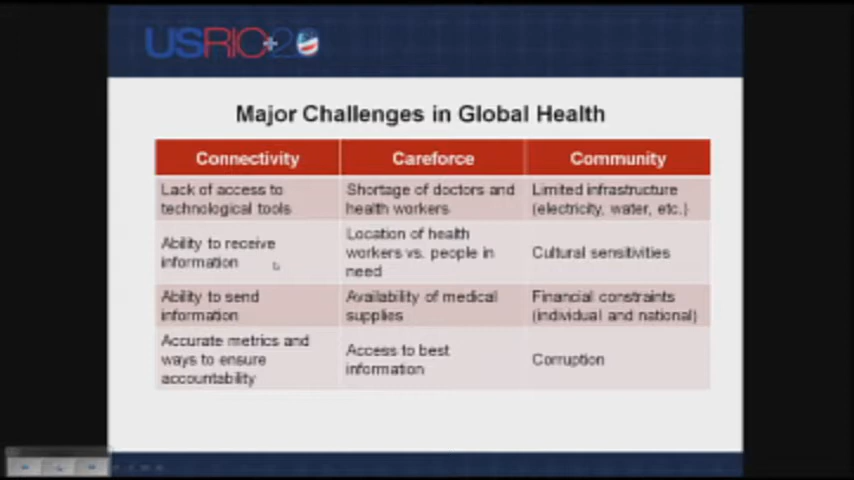 USRIO+2.0
Major Challenges in Global Health
Connectivity
Careforce
Community
Lack of access to
technological tools
Shortage of doctors and
health workers
Limited infrastructure
(electricity, water, etc.)
Ability to receive
information
Location of health
workers vs. people in
need
Cultural sensitivities
Ability to send
information
Availability of medical
supplies
Financial constraints
(individual and national)
Accurate metrics and
ways to ensure
accountability
Access to best
information
Corruption